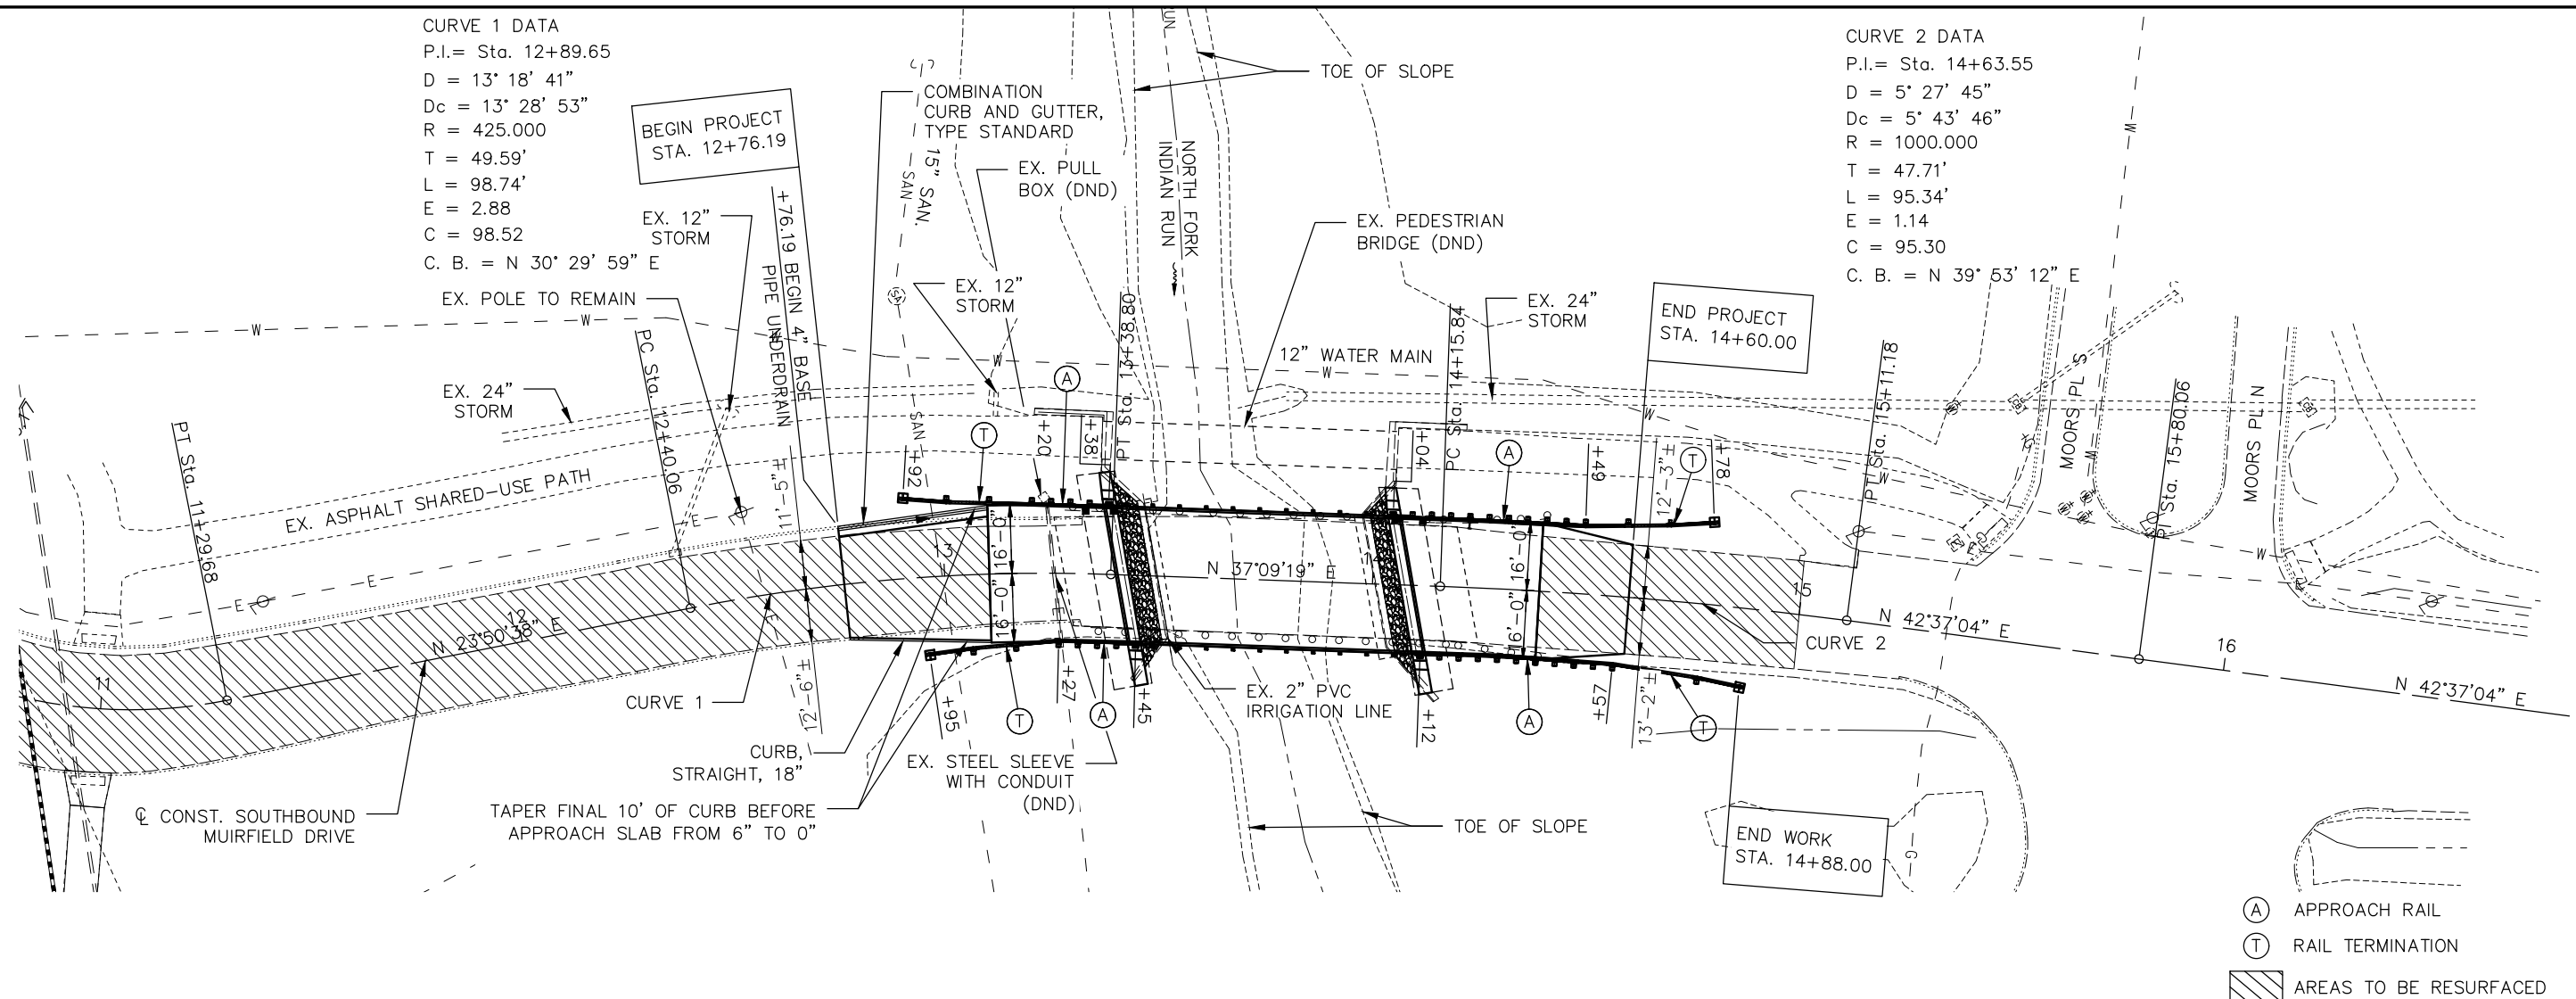 CURVE 1 DATA
P.I.= Sta. 12+89.65
D = 13° 18' 41"
Dc = 13° 28' 53"
R = 425.000
T = 49.59'
L = 98.74'
E = 2.88
C = 98.52
C. B. = N 30° 29' 59" E
CURVE 2 DATA
P.I.= Sta. 14+63.55
D = 5° 27' 45"
Dc = 5° 43' 46"
R = 1000.000
T = 47.71'
L = 95.34'
E = 1.14
C = 95.30
C. B. = N 39° 53' 12" E
BEGIN PROJECT
STA. 12+76.19
COMBINATION
CURB AND GUTTER,
TYPE STANDARD
TOE OF SLOPE
RUN
EX. 12"
STORM
EX. POLE TO REMAIN
+76.19 BEGIN 4" BASE
PIPE UNDERDRAIN
15" SAN.
SAN
SAN
SA
EX. PULL
BOX (DND)
NORTH FORK
INDIAN RUN
EX. PEDESTRIAN
BRIDGE (DND)
EX. 12"
STORM
EX. 24"
STORM
END PROJECT
STA. 14+60.00
W
W
W
W
W
W
W
W
12" WATER MAIN
EX. 24"
STORM
PT Sta. 11+29.68
PC Sta. 12+40.06
PT Sta. 13+38.80
PC Sta. 14+15.84
PT Sta. 15+11.18
PI Sta. 15+80.06
MOORS PL S
MOORS PL N
EX. ASPHALT SHARED-USE PATH
11'-5"±
+92
T
+20
A
+38
+04
A
+49
12'-3"±
T
+78
E
E
E
E
11
12
13
15
16
N 23°50'38" E
N 37°09'19" E
N 42°37'04" E
N 42°37'04" E
16'-0"
16'-0"
16'-0"
16'-0"
CURVE 1
12'-6"±
+95
T
+27
A
+45
EX. 2" PVC
IRRIGATION LINE
+12
A
+57
13'-2"±
T
CURVE 2
CURB,
STRAIGHT, 18"
EX. STEEL SLEEVE
WITH CONDUIT
(DND)
TAPER FINAL 10' OF CURB BEFORE
APPROACH SLAB FROM 6" TO 0"
℄ CONST. SOUTHBOUND
MUIRFIELD DRIVE
TOE OF SLOPE
END WORK
STA. 14+88.00
G
A APPROACH RAIL
T RAIL TERMINATION
AREAS TO BE RESURFACED